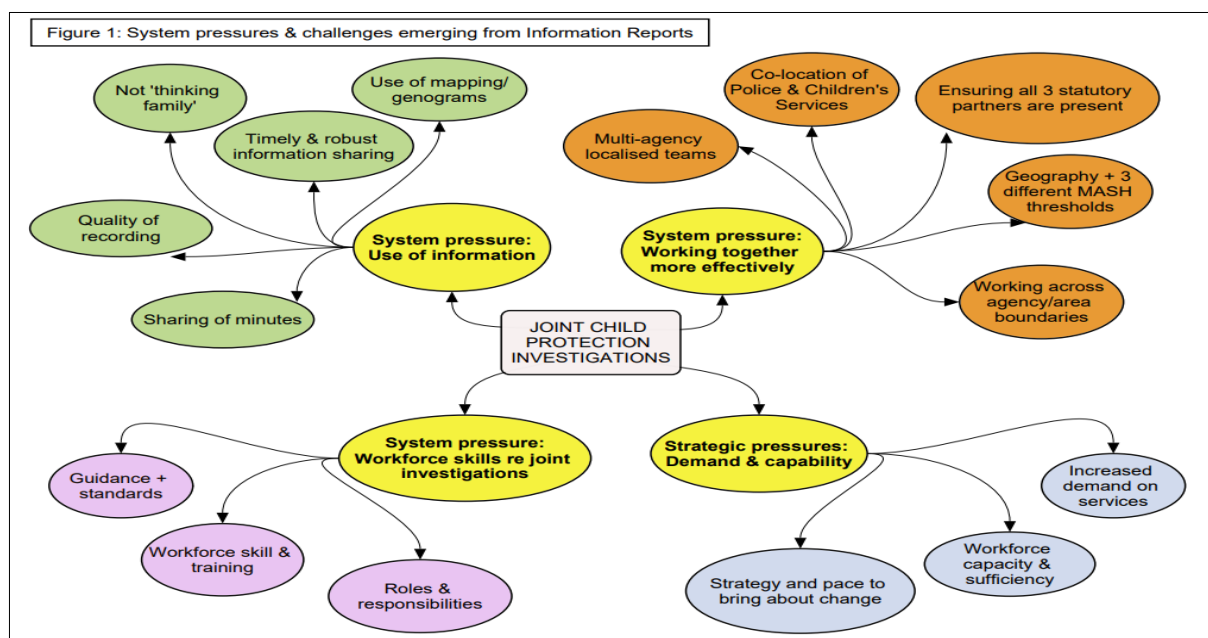 Figure 1: System pressures & challenges emerging from Information Reports
Not 'thinking
family'
Use of mapping/
genograms
Timely & robust
information sharing
Quality of
recording
Sharing of minutes
System pressure:
Use of information
Co-location of
Police & Children's
Services
Ensuring all 3 statutory
partners are present
Multi-agency
localised teams
Geography + 3
different MASH
thresholds
Working across
agency/area
boundaries
System pressure:
Working together
more effectively
JOINT CHILD
PROTECTION
INVESTIGATIONS
System pressure:
Workforce skills re joint
investigations
Guidance +
standards
Workforce skill &
training
Roles &
responsibilities
Strategic pressures:
Demand & capability
Increased
demand on
services
Workforce
capacity &
sufficiency
Strategy and pace to
bring about change